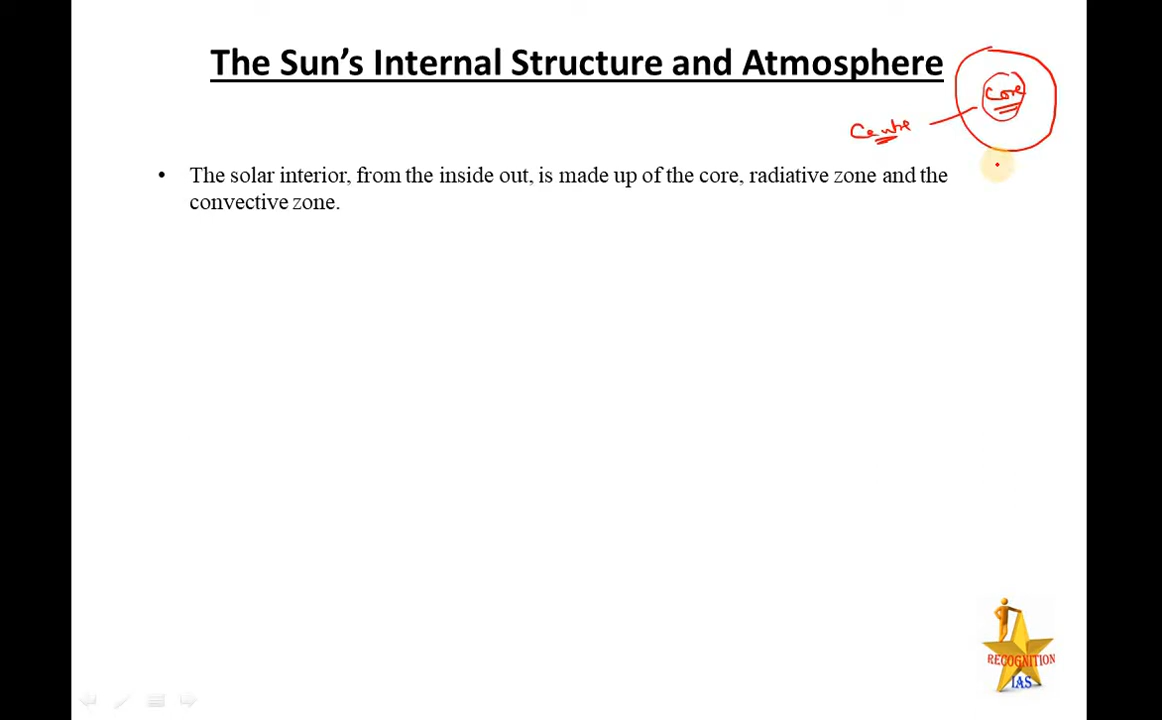 The Sun’s Internal Structure and Atmosphere
Core
Centre
• The solar interior, from the inside out, is made up of the core, radiative zone and the
convective zone.
RECOGNITION
IAS